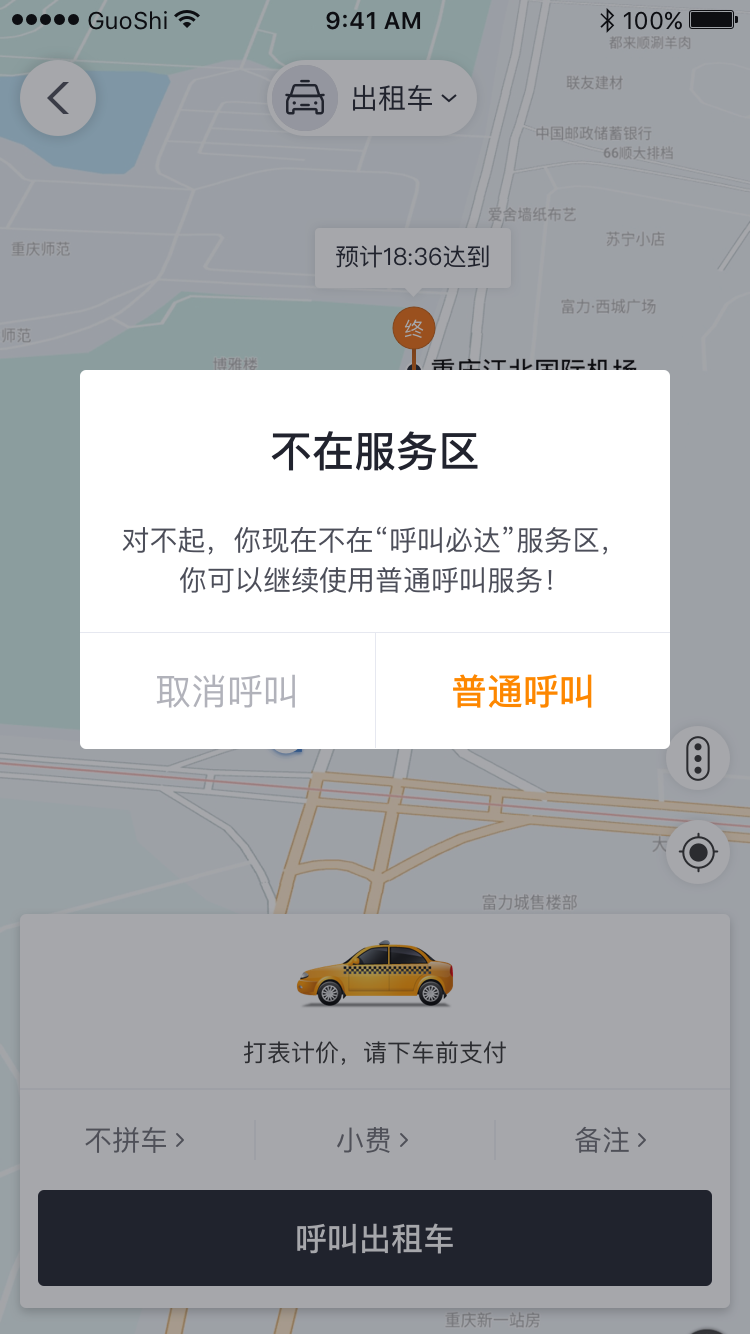 GuoShi 9:41 AM 100%
都来顺涮羊肉
联友建材
出租车
中国邮政储蓄银行
66顺大排档
爱舍墙纸布艺
苏宁小店
重庆师范
预计18:36达到
富力·西城广场
终
师范
博雅楼
重庆江北国际机场
不在服务区
对不起，你现在不在“呼叫必达”服务区，
你可以继续使用普通呼叫服务！
取消呼叫 普通呼叫
大
富力城售楼部
打表计价，请下车前支付
不拼车 小费 备注
呼叫出租车
重庆新一站房